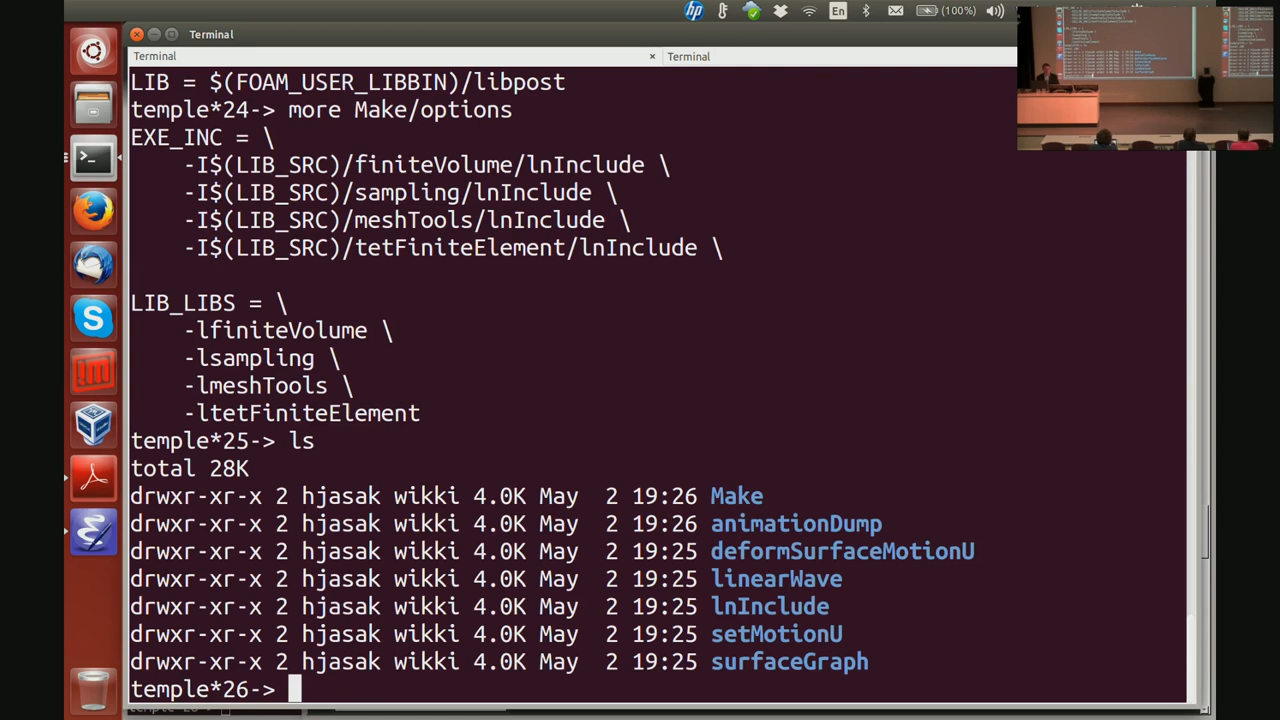 En
(100%)
Terminal
Terminal
Terminal
LIB = $(FOAM_USER_LIBBIN)/libpost
temple*24-> more Make/options
EXE_INC = \
-I$(LIB_SRC)/finiteVolume/lnInclude \
-I$(LIB_SRC)/sampling/lnInclude \
-I$(LIB_SRC)/meshTools/lnInclude \
-I$(LIB_SRC)/tetFiniteElement/lnInclude \
LIB_LIBS = \
-lfiniteVolume \
-lsampling \
-lmeshTools \
-ltetFiniteElement
temple*25-> ls
total 28K
drwxr-xr-x 2 hjasak wikki 4.0K May  2 19:26 Make
drwxr-xr-x 2 hjasak wikki 4.0K May  2 19:26 animationDump
drwxr-xr-x 2 hjasak wikki 4.0K May  2 19:25 deformSurfaceMotionU
drwxr-xr-x 2 hjasak wikki 4.0K May  2 19:25 linearWave
drwxr-xr-x 2 hjasak wikki 4.0K May  2 19:25 lnInclude
drwxr-xr-x 2 hjasak wikki 4.0K May  2 19:25 setMotionU
drwxr-xr-x 2 hjasak wikki 4.0K May  2 19:25 surfaceGraph
temple*26->